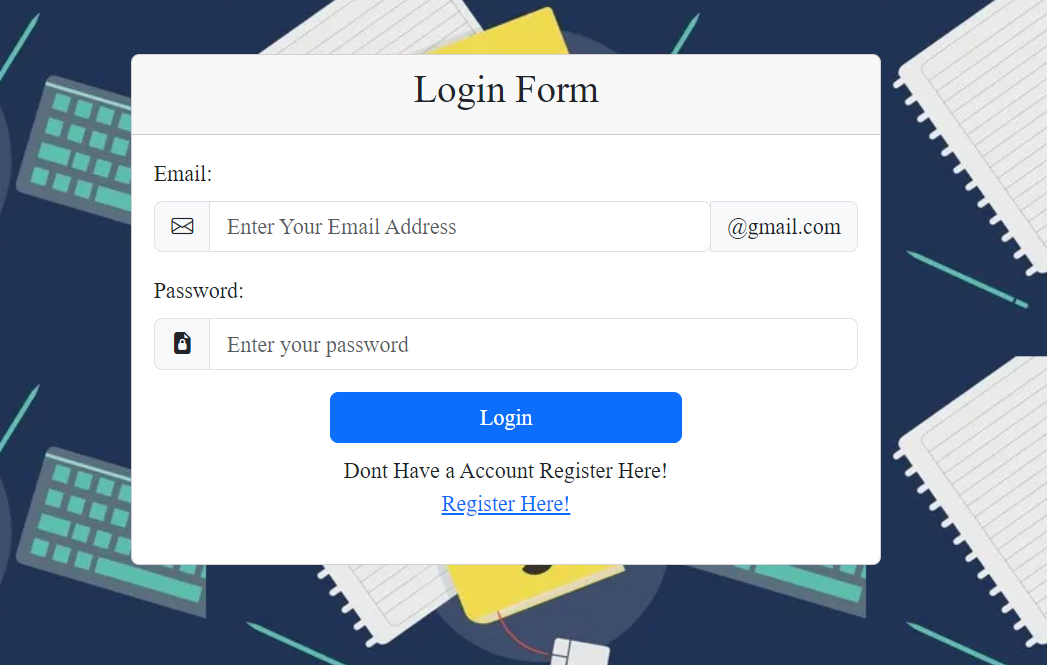 Login Form
Email:
Enter Your Email Address @gmail.com
Password:
Enter your password
Login
Dont Have a Account Register Here!
Register Here!